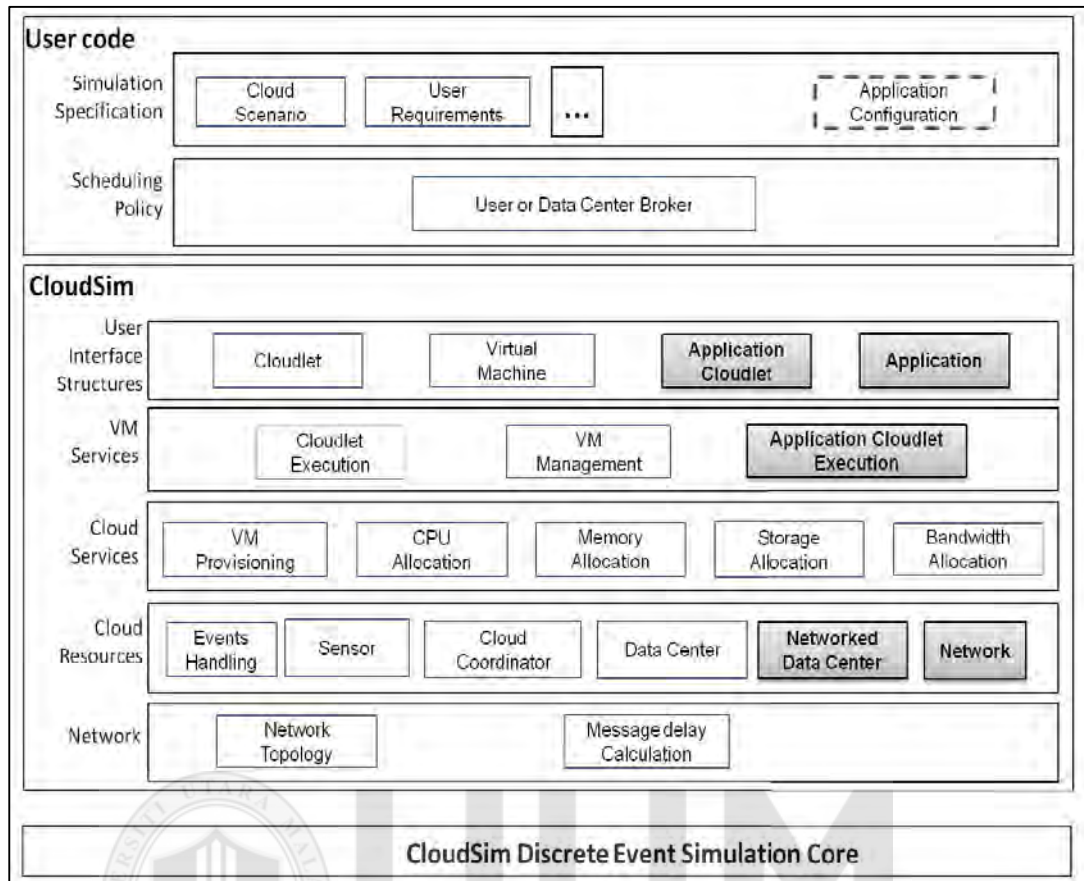 User code
Simulation
Specification
Cloud
Scenario
User
Requirements
...
Application
Configuration
Scheduling
Policy
User or Data Center Broker
CloudSim
User
Interface
Structures
Cloudlet
Virtual
Machine
Application
Cloudlet
Application
VM
Services
Cloudlet
Execution
VM
Management
Application Cloudlet
Execution
Cloud
Services
VM
Provisioning
CPU
Allocation
Memory
Allocation
Storage
Allocation
Bandwidth
Allocation
Cloud
Resources
Events
Handling
Sensor
Cloud
Coordinator
Data Center
Networked
Data Center
Network
Network
Network
Topology
Message delay
Calculation
UTARA
UUM
CloudSim Discrete Event Simulation Core